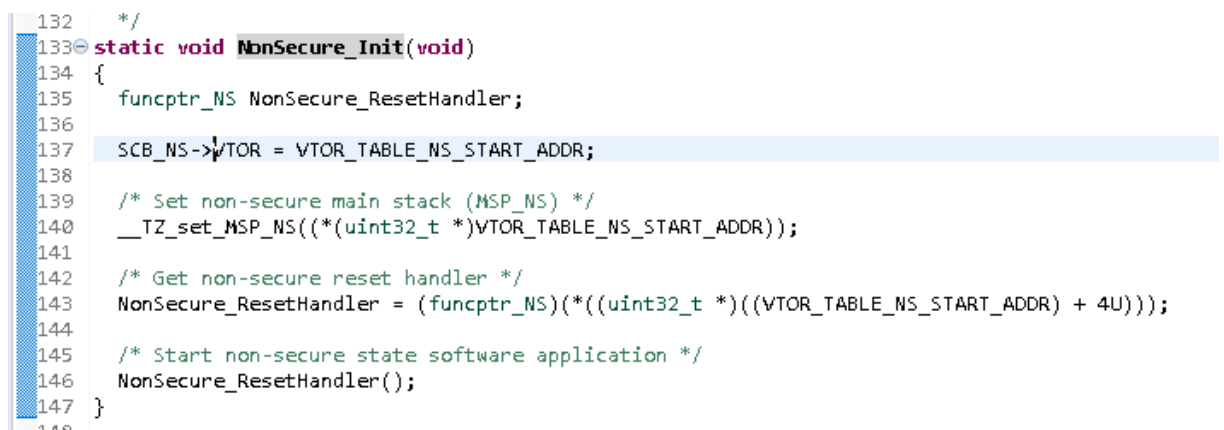 132 */
133 static void NonSecure_Init(void)
134 {
135 funcptr_NS NonSecure_ResetHandler;
136
137 SCB_NS->VTOR = VTOR_TABLE_NS_START_ADDR;
138
139 /* Set non-secure main stack (MSP_NS) */
140 __TZ_set_MSP_NS((*(uint32_t *)VTOR_TABLE_NS_START_ADDR));
141
142 /* Get non-secure reset handler */
143 NonSecure_ResetHandler = (funcptr_NS)(*((uint32_t *)((VTOR_TABLE_NS_START_ADDR) + 4U)));
144
145 /* Start non-secure state software application */
146 NonSecure_ResetHandler();
147 }